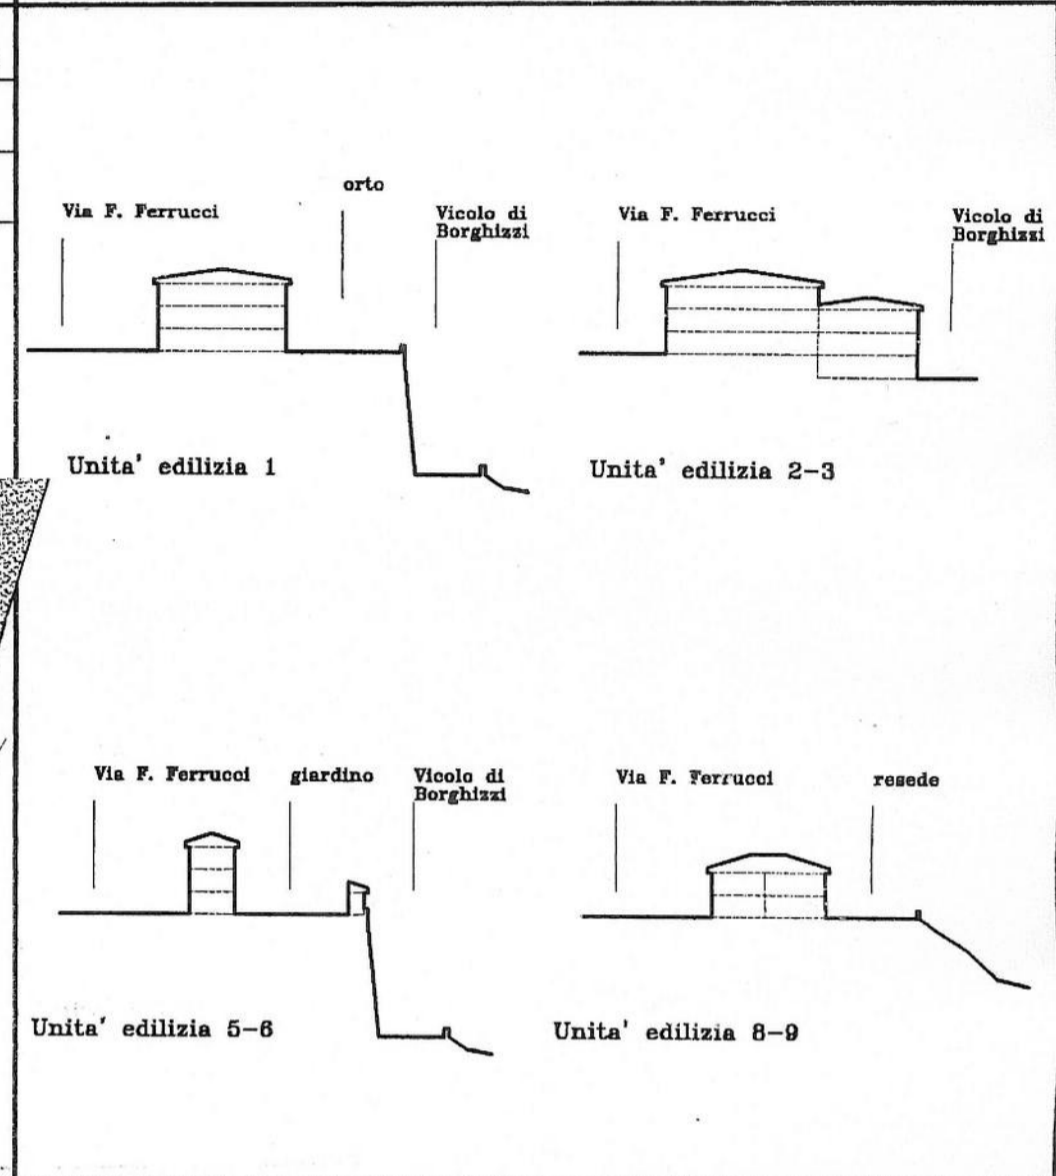 orto
Via F. Ferrucci
Vicolo di
Borghizzi
Via F. Ferrucci
Vicolo di
Borghizzi
Unita' edilizia 1
Unita' edilizia 2-3
Via F. Ferrucci
giardino
Vicolo di
Borghizzi
Via F. Ferrucci
resede
Unita' edilizia 5-6
Unita' edilizia 8-9